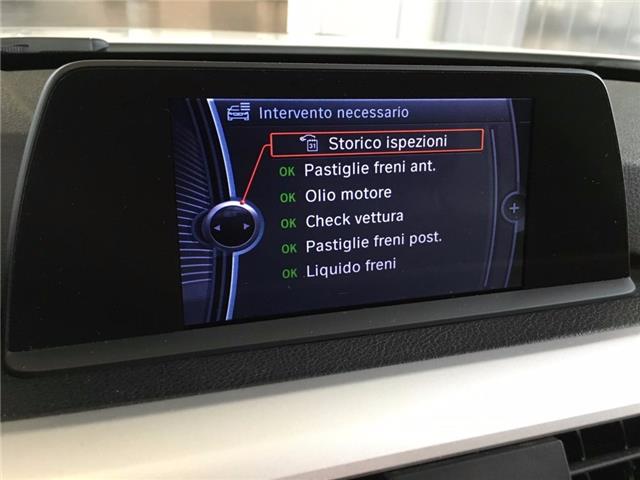 Intervento necessario
31 Storico ispezioni
OK Pastiglie freni ant.
OK Olio motore
OK Check vettura
OK Pastiglie freni post.
OK Liquido freni